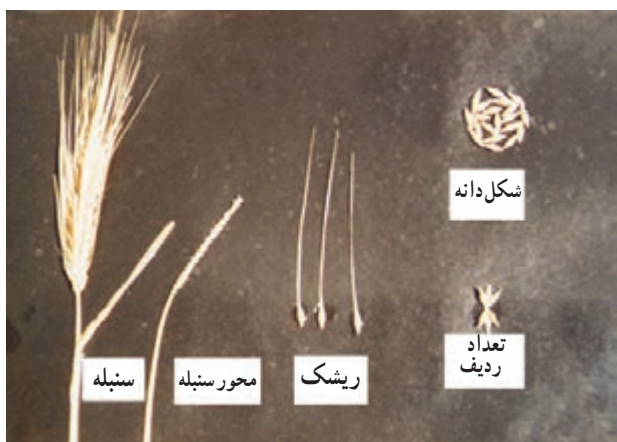 شکل دانه
تعداد
ردیف
ریشک
محور سنبله
سنبله